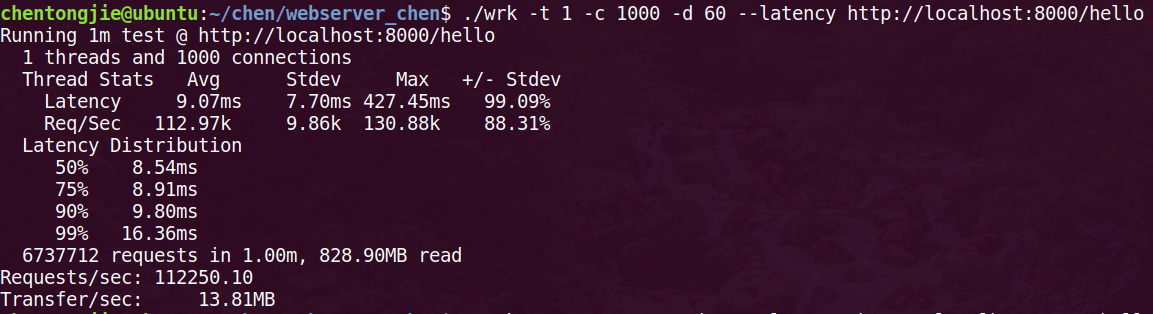 chentongjie@ubuntu:~/chen/webserver_chen$ ./wrk -t 1 -c 1000 -d 60 --latency http://localhost:8000/hello
Running 1m test @ http://localhost:8000/hello
  1 threads and 1000 connections
  Thread Stats   Avg      Stdev     Max   +/- Stdev
    Latency     9.07ms    7.70ms 427.45ms   99.09%
    Req/Sec   112.97k     9.86k  130.88k    88.31%
  Latency Distribution
     50%    8.54ms
     75%    8.91ms
     90%    9.80ms
     99%   16.36ms
  6737712 requests in 1.00m, 828.90MB read
Requests/sec: 112250.10
Transfer/sec:     13.81MB